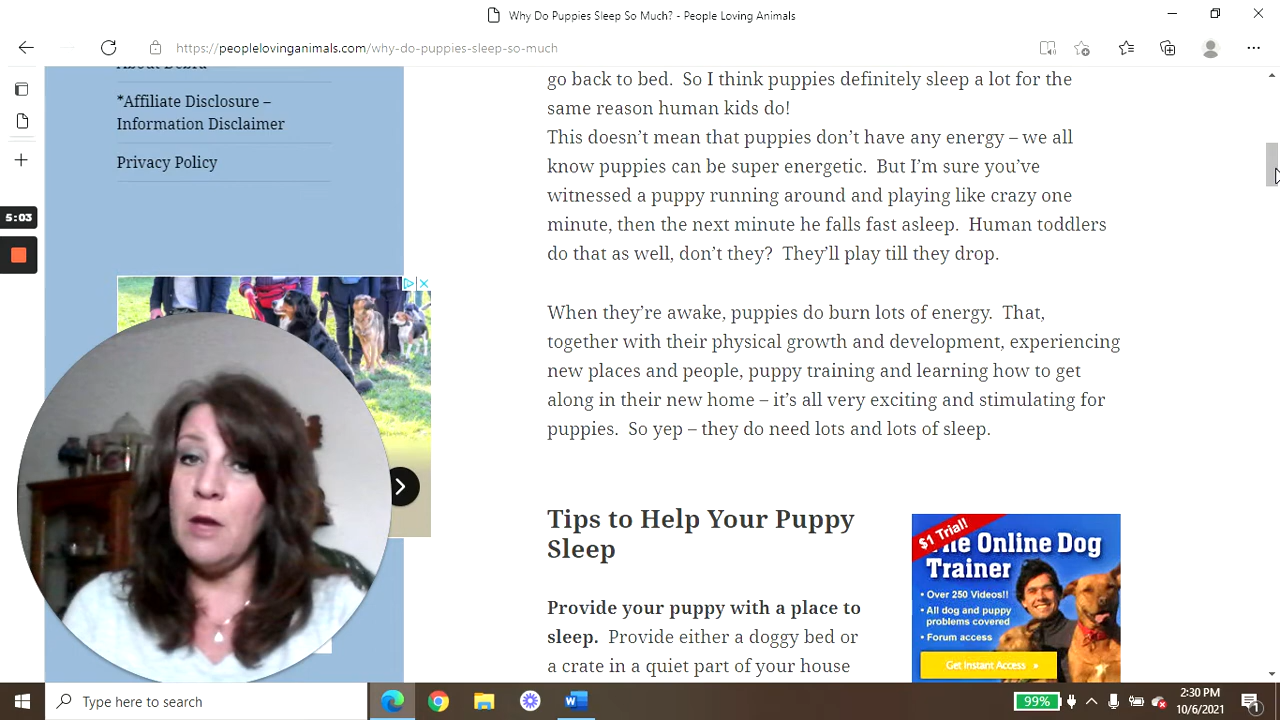 Why Do Puppies Sleep So Much? - People Loving Animals
https://peoplelovinganimals.com/why-do-puppies-sleep-so-much
About Debra
*Affiliate Disclosure –
Information Disclaimer
Privacy Policy
5:03
go back to bed.  So I think puppies definitely sleep a lot for the
same reason human kids do!
This doesn’t mean that puppies don’t have any energy – we all
know puppies can be super energetic.  But I’m sure you’ve
witnessed a puppy running around and playing like crazy one
minute, then the next minute he falls fast asleep.  Human toddlers
do that as well, don’t they?  They’ll play till they drop.
When they’re awake, puppies do burn lots of energy.  That,
together with their physical growth and development, experiencing
new places and people, puppy training and learning how to get
along in their new home – it’s all very exciting and stimulating for
puppies.  So yep – they do need lots and lots of sleep.
Tips to Help Your Puppy
Sleep
Provide your puppy with a place to
sleep.  Provide either a doggy bed or
a crate in a quiet part of your house
$1 Trial!
The Online Dog
Trainer
• Over 250 Videos!!
• All dog and puppy
problems covered
• Forum access
Get Instant Access »
Type here to search
99%
2:30 PM
10/6/2021
1